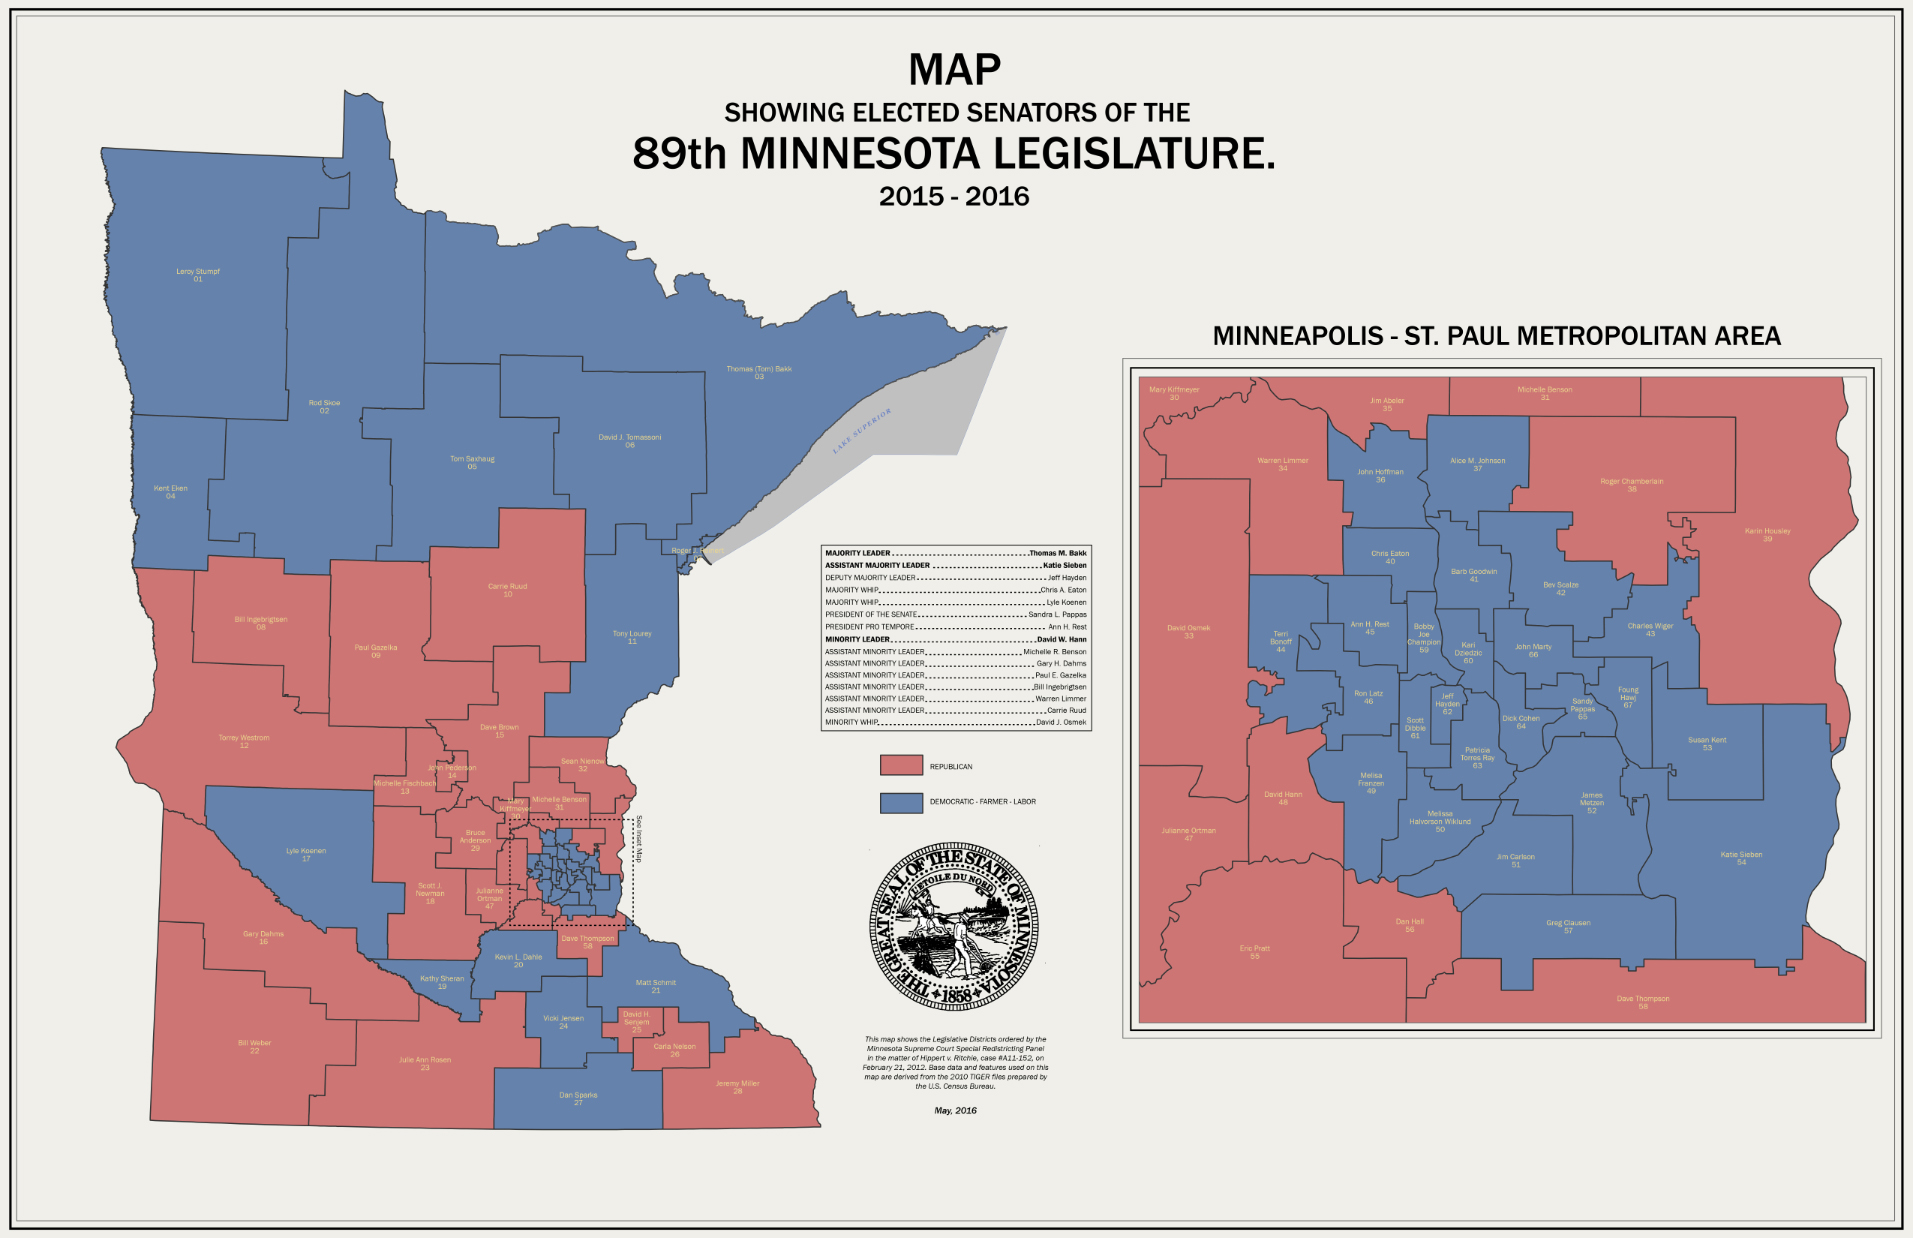 MAP
SHOWING ELECTED SENATORS OF THE
89th MINNESOTA LEGISLATURE.
2015 - 2016
Leroy Stumpf
01
Rod Skoe
02
Thomas (Tom) Bakk
03
Kent Eken
04
Tom Saxhaug
05
David J. Tomassoni
06
LAKE SUPERIOR
Roger J.
Bill Ingebrigtsen
08
Paul Gazelka
09
Carrie Ruud
10
Tony Lourey
11
Torrey Westrom
12
Michelle Fischbach
13
John Pederson
14
Dave Brown
15
Sean Nienow
32
Michelle Benson
31
Mary
Kiffmeyer
30
Bruce
Anderson
29
Lyle Koenen
17
Scott J.
Newman
18
Julianne
Ortman
47
See Inset Map
Gary Dahms
16
Dave Thompson
58
Kevin L. Dahle
20
Kathy Sheran
19
Matt Schmit
21
Vicki Jensen
24
David H.
Senjem
25
Carla Nelson
26
Bill Weber
22
Julie Ann Rosen
23
Dan Sparks
27
Jeremy Miller
28
MAJORITY LEADER Thomas M. Bakk
ASSISTANT MAJORITY LEADER Katie Sieben
DEPUTY MAJORITY LEADER Jeff Hayden
MAJORITY WHIP Chris A. Eaton
MAJORITY WHIP Lyle Koenen
PRESIDENT OF THE SENATE Sandra L. Pappas
PRESIDENT PRO TEMPORE Ann H. Rest
MINORITY LEADER David W. Hann
ASSISTANT MINORITY LEADER Michelle R. Benson
ASSISTANT MINORITY LEADER Gary H. Dahms
ASSISTANT MINORITY LEADER Paul E. Gazelka
ASSISTANT MINORITY LEADER Bill Ingebrigtsen
ASSISTANT MINORITY LEADER Warren Limmer
ASSISTANT MINORITY LEADER Carrie Ruud
MINORITY WHIP David J. Osmek
REPUBLICAN
DEMOCRATIC - FARMER - LABOR
THE GREAT SEAL OF THE STATE OF MINNESOTA
L'ETOILE DU NORD
1858
This map shows the Legislative Districts ordered by the
Minnesota Supreme Court Special Redistricting Panel
in the matter of Hippert v. Ritchie, case #A11-152, on
February 21, 2012. Base data and features used on this
map are derived from the 2010 TIGER files prepared by
the U.S. Census Bureau.
May, 2016
MINNEAPOLIS - ST. PAUL METROPOLITAN AREA
Mary Kiffmeyer
30
Jim Abeler
35
Michelle Benson
31
Warren Limmer
34
John Hoffman
36
Alice M. Johnson
37
Roger Chamberlain
38
Karin Housley
39
Chris Eaton
40
Barb Goodwin
41
Bev Scalze
42
David Osmek
33
Terri
Bonoff
44
Ann H. Rest
45
Bobby
Joe
Champion
59
Kari
Dziedzic
60
John Marty
66
Charles Wiger
43
Ron Latz
46
Scott
Dibble
61
Jeff
Hayden
62
Dick Cohen
64
Sandy
Pappas
65
Foung
Hawj
67
Patricia
Torres Ray
63
Susan Kent
53
Melisa
Franzen
49
David Hann
48
Julianne Ortman
47
Melissa
Halvorson Wiklund
50
James
Metzen
52
Jim Carlson
51
Katie Sieben
54
Eric Pratt
55
Dan Hall
56
Greg Clausen
57
Dave Thompson
58